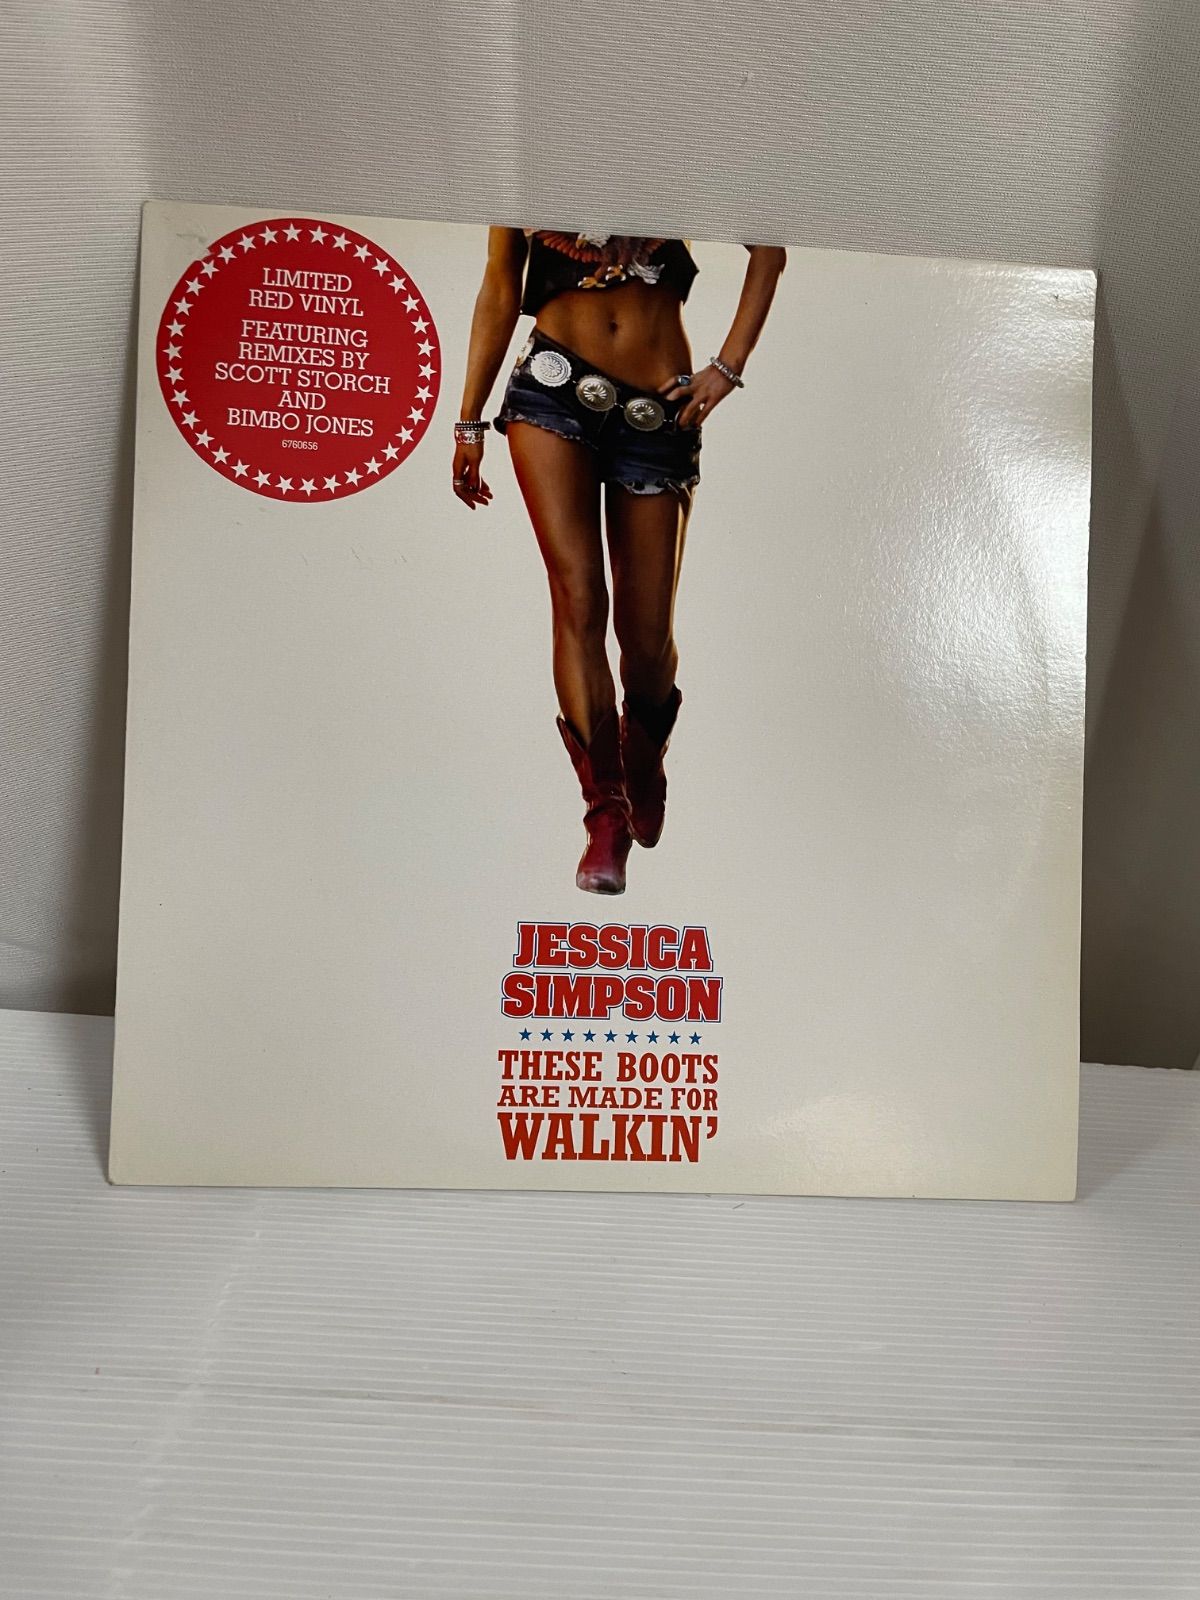 LIMITED
RED VINYL
FEATURING
REMIXES BY
SCOTT STORCH
AND
BIMBO JONES
6760656
JESSICA
SIMPSON
THESE BOOTS
ARE MADE FOR
WALKIN'